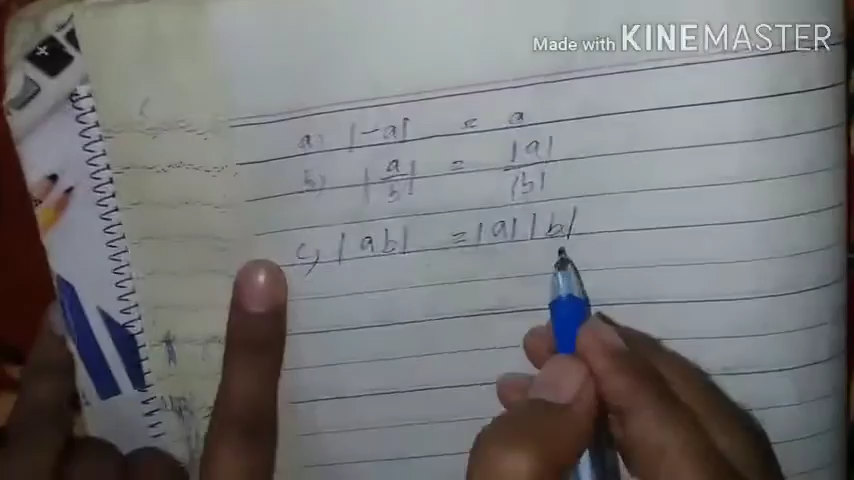 Made with KINEMASTER
a) |-a| = a
b) |a/b| = |a|/|b|
c) |ab| = |a| |b|